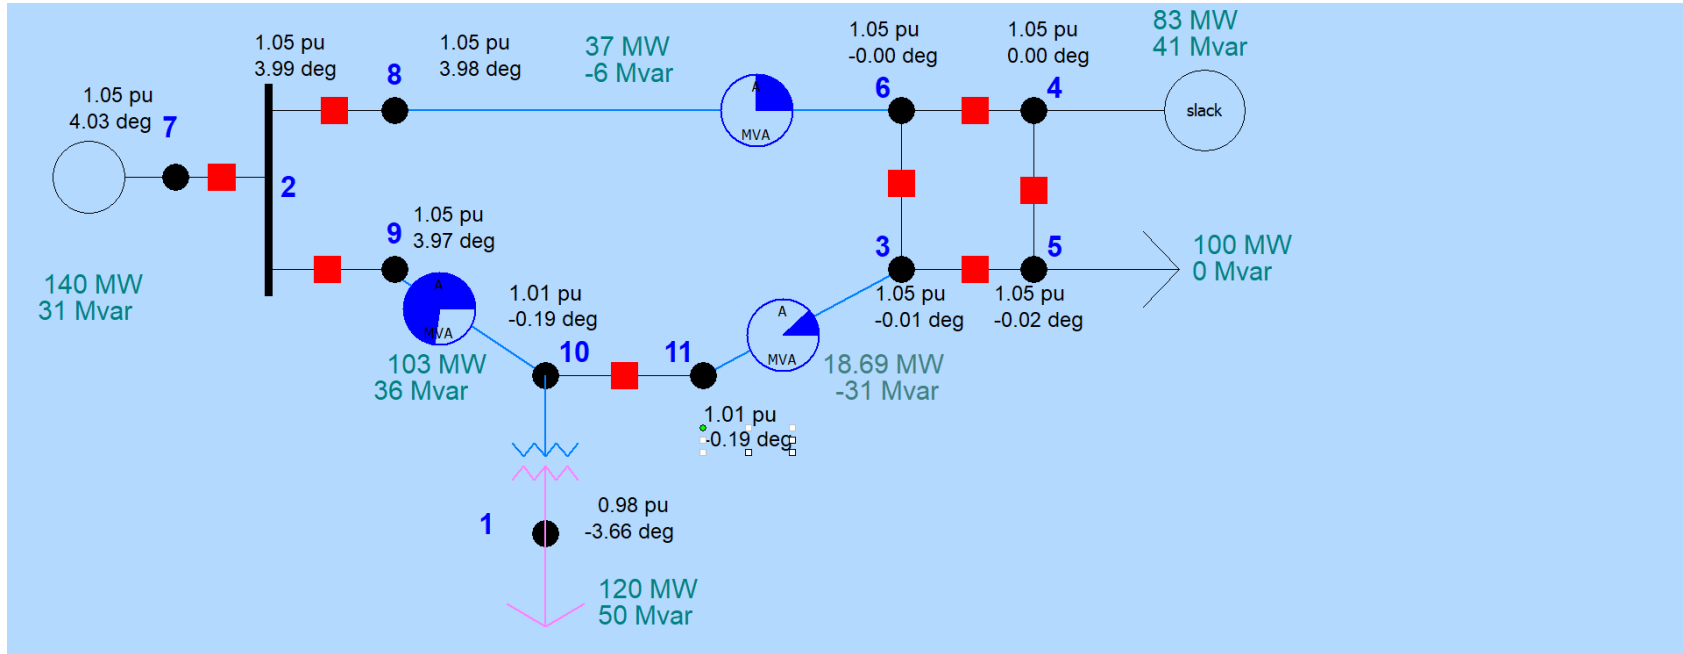 1.05 pu
4.03 deg
7
140 MW
31 Mvar
1.05 pu
3.99 deg
2
8
1.05 pu
3.98 deg
37 MW
-6 Mvar
A
MVA
1.05 pu
-0.00 deg
6
1.05 pu
0.00 deg
4
83 MW
41 Mvar
slack
9
1.05 pu
3.97 deg
A
MVA
103 MW
36 Mvar
1.01 pu
-0.19 deg
10
11
1.01 pu
-0.19 deg
A
MVA
18.69 MW
-31 Mvar
3
1.05 pu
-0.01 deg
5
1.05 pu
-0.02 deg
100 MW
0 Mvar
1
0.98 pu
-3.66 deg
120 MW
50 Mvar